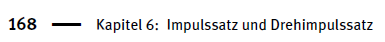 168 — Kapitel 6: Impulssatz und Drehimpulssatz